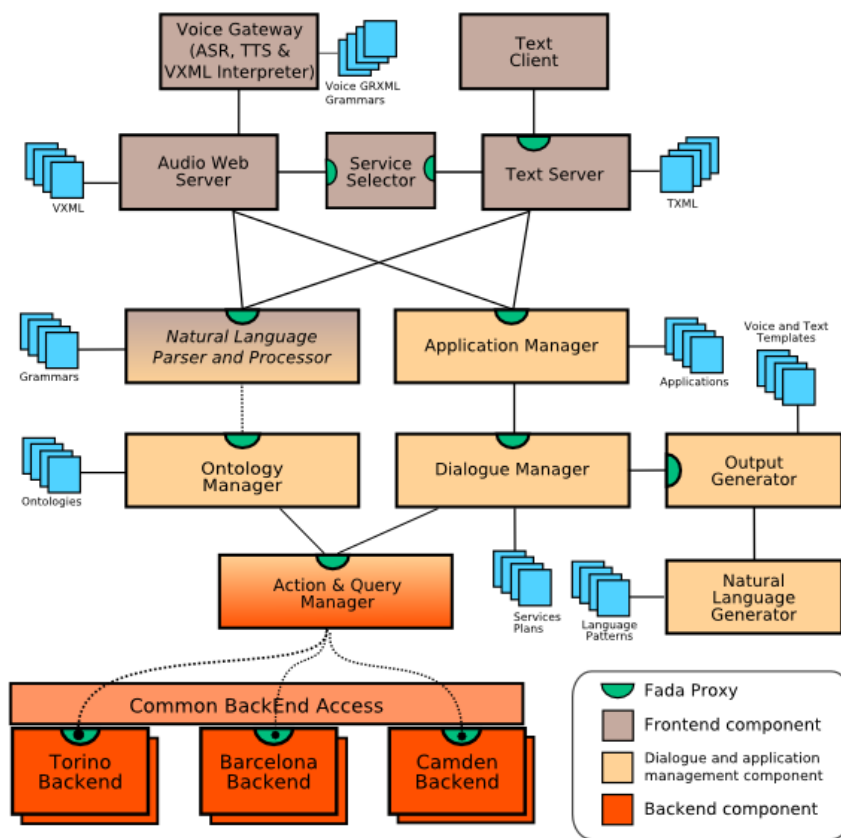 Voice Gateway
(ASR, TTS &
VXML Interpreter)
Voice GRXML
Grammars
Text
Client
Audio Web
Server
VXML
Service
Selector
Text Server
TXML
Natural Language
Parser and Processor
Grammars
Application Manager
Applications
Voice and Text
Templates
Ontology
Manager
Ontologies
Dialogue Manager
Output
Generator
Action & Query
Manager
Services
Plans
Language
Patterns
Natural
Language
Generator
Common BackEnd Access
Torino
Backend
Barcelona
Backend
Camden
Backend
Fada Proxy
Frontend component
Dialogue and application
management component
Backend component